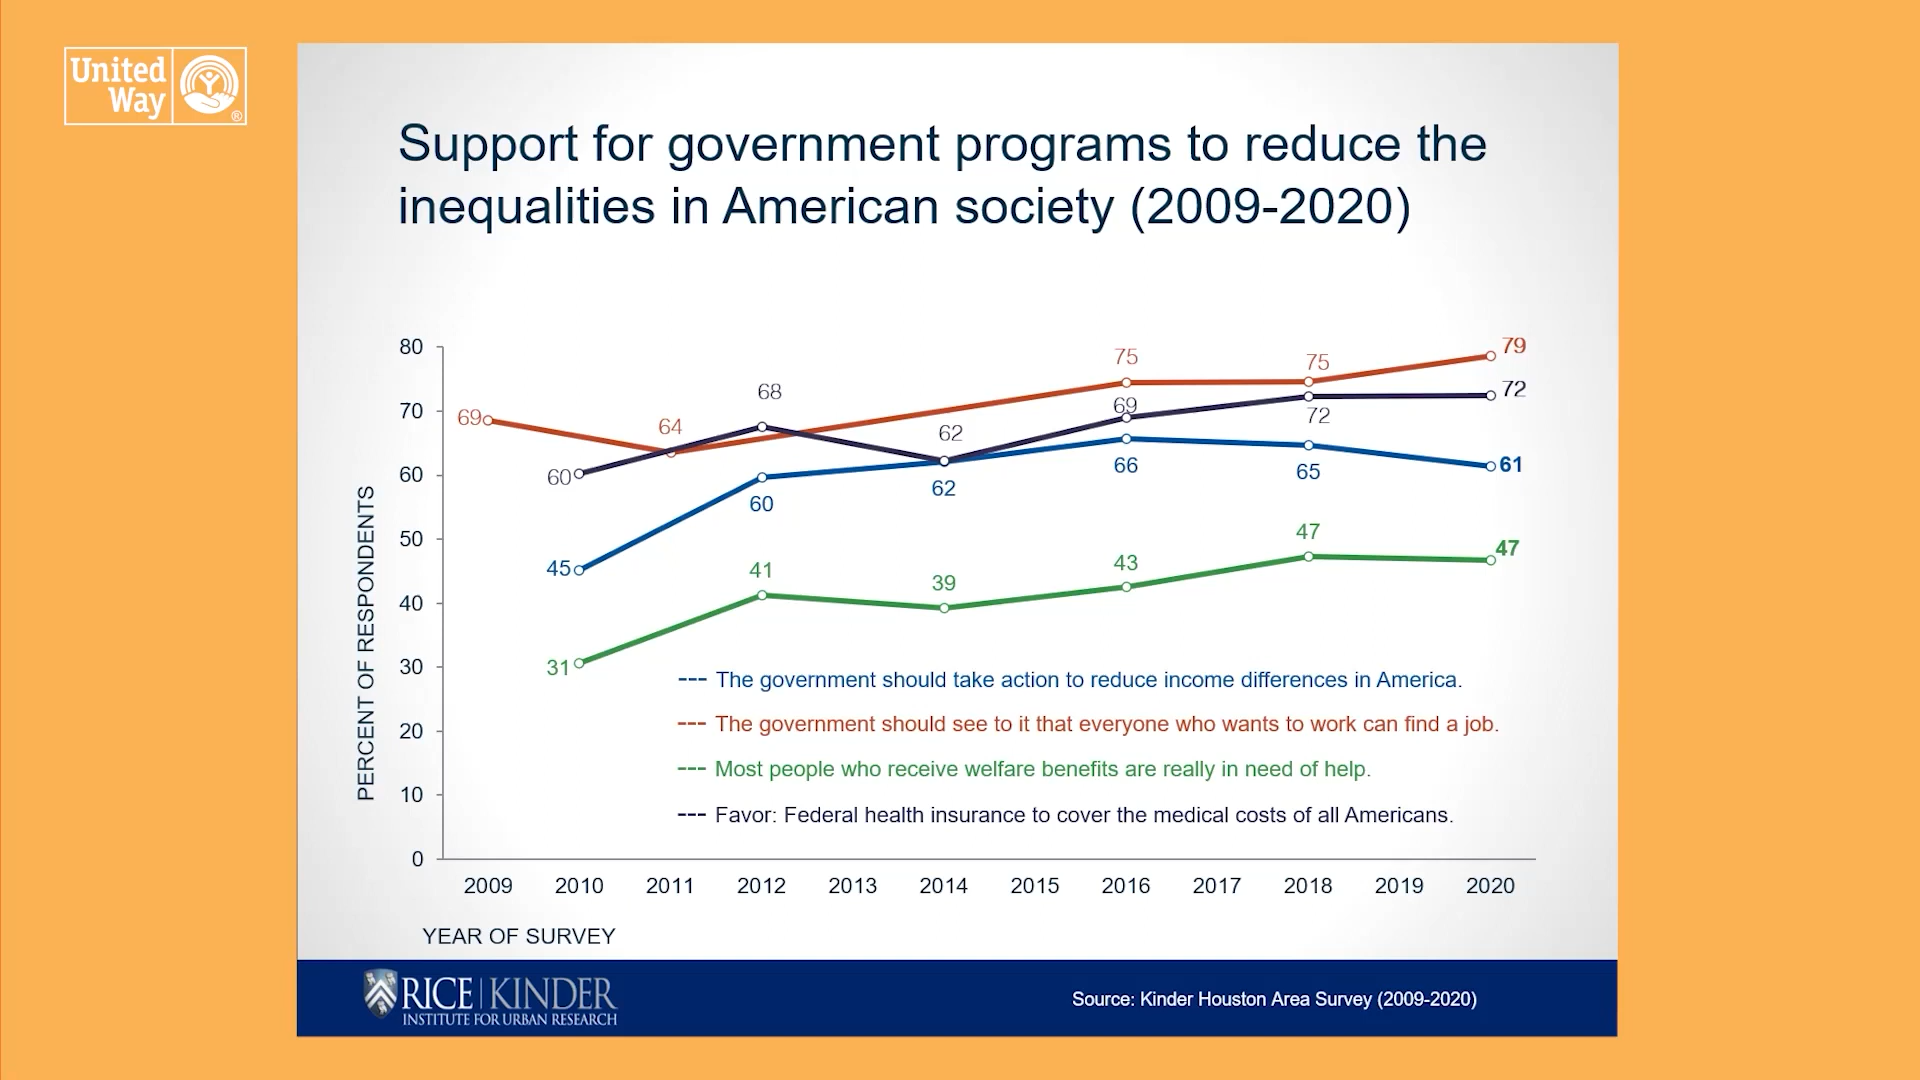 United
Way
®
Support for government programs to reduce the
inequalities in American society (2009-2020)
PERCENT OF RESPONDENTS
80
70
60
50
40
30
20
10
0
69
64
75
75
79
60
68
62
69
72
72
45
60
62
66
65
61
31
41
39
43
47
47
--- The government should take action to reduce income differences in America.
--- The government should see to it that everyone who wants to work can find a job.
--- Most people who receive welfare benefits are really in need of help.
--- Favor: Federal health insurance to cover the medical costs of all Americans.
2009 2010 2011 2012 2013 2014 2015 2016 2017 2018 2019 2020
YEAR OF SURVEY
RICE | KINDER
INSTITUTE FOR URBAN RESEARCH
Source: Kinder Houston Area Survey (2009-2020)